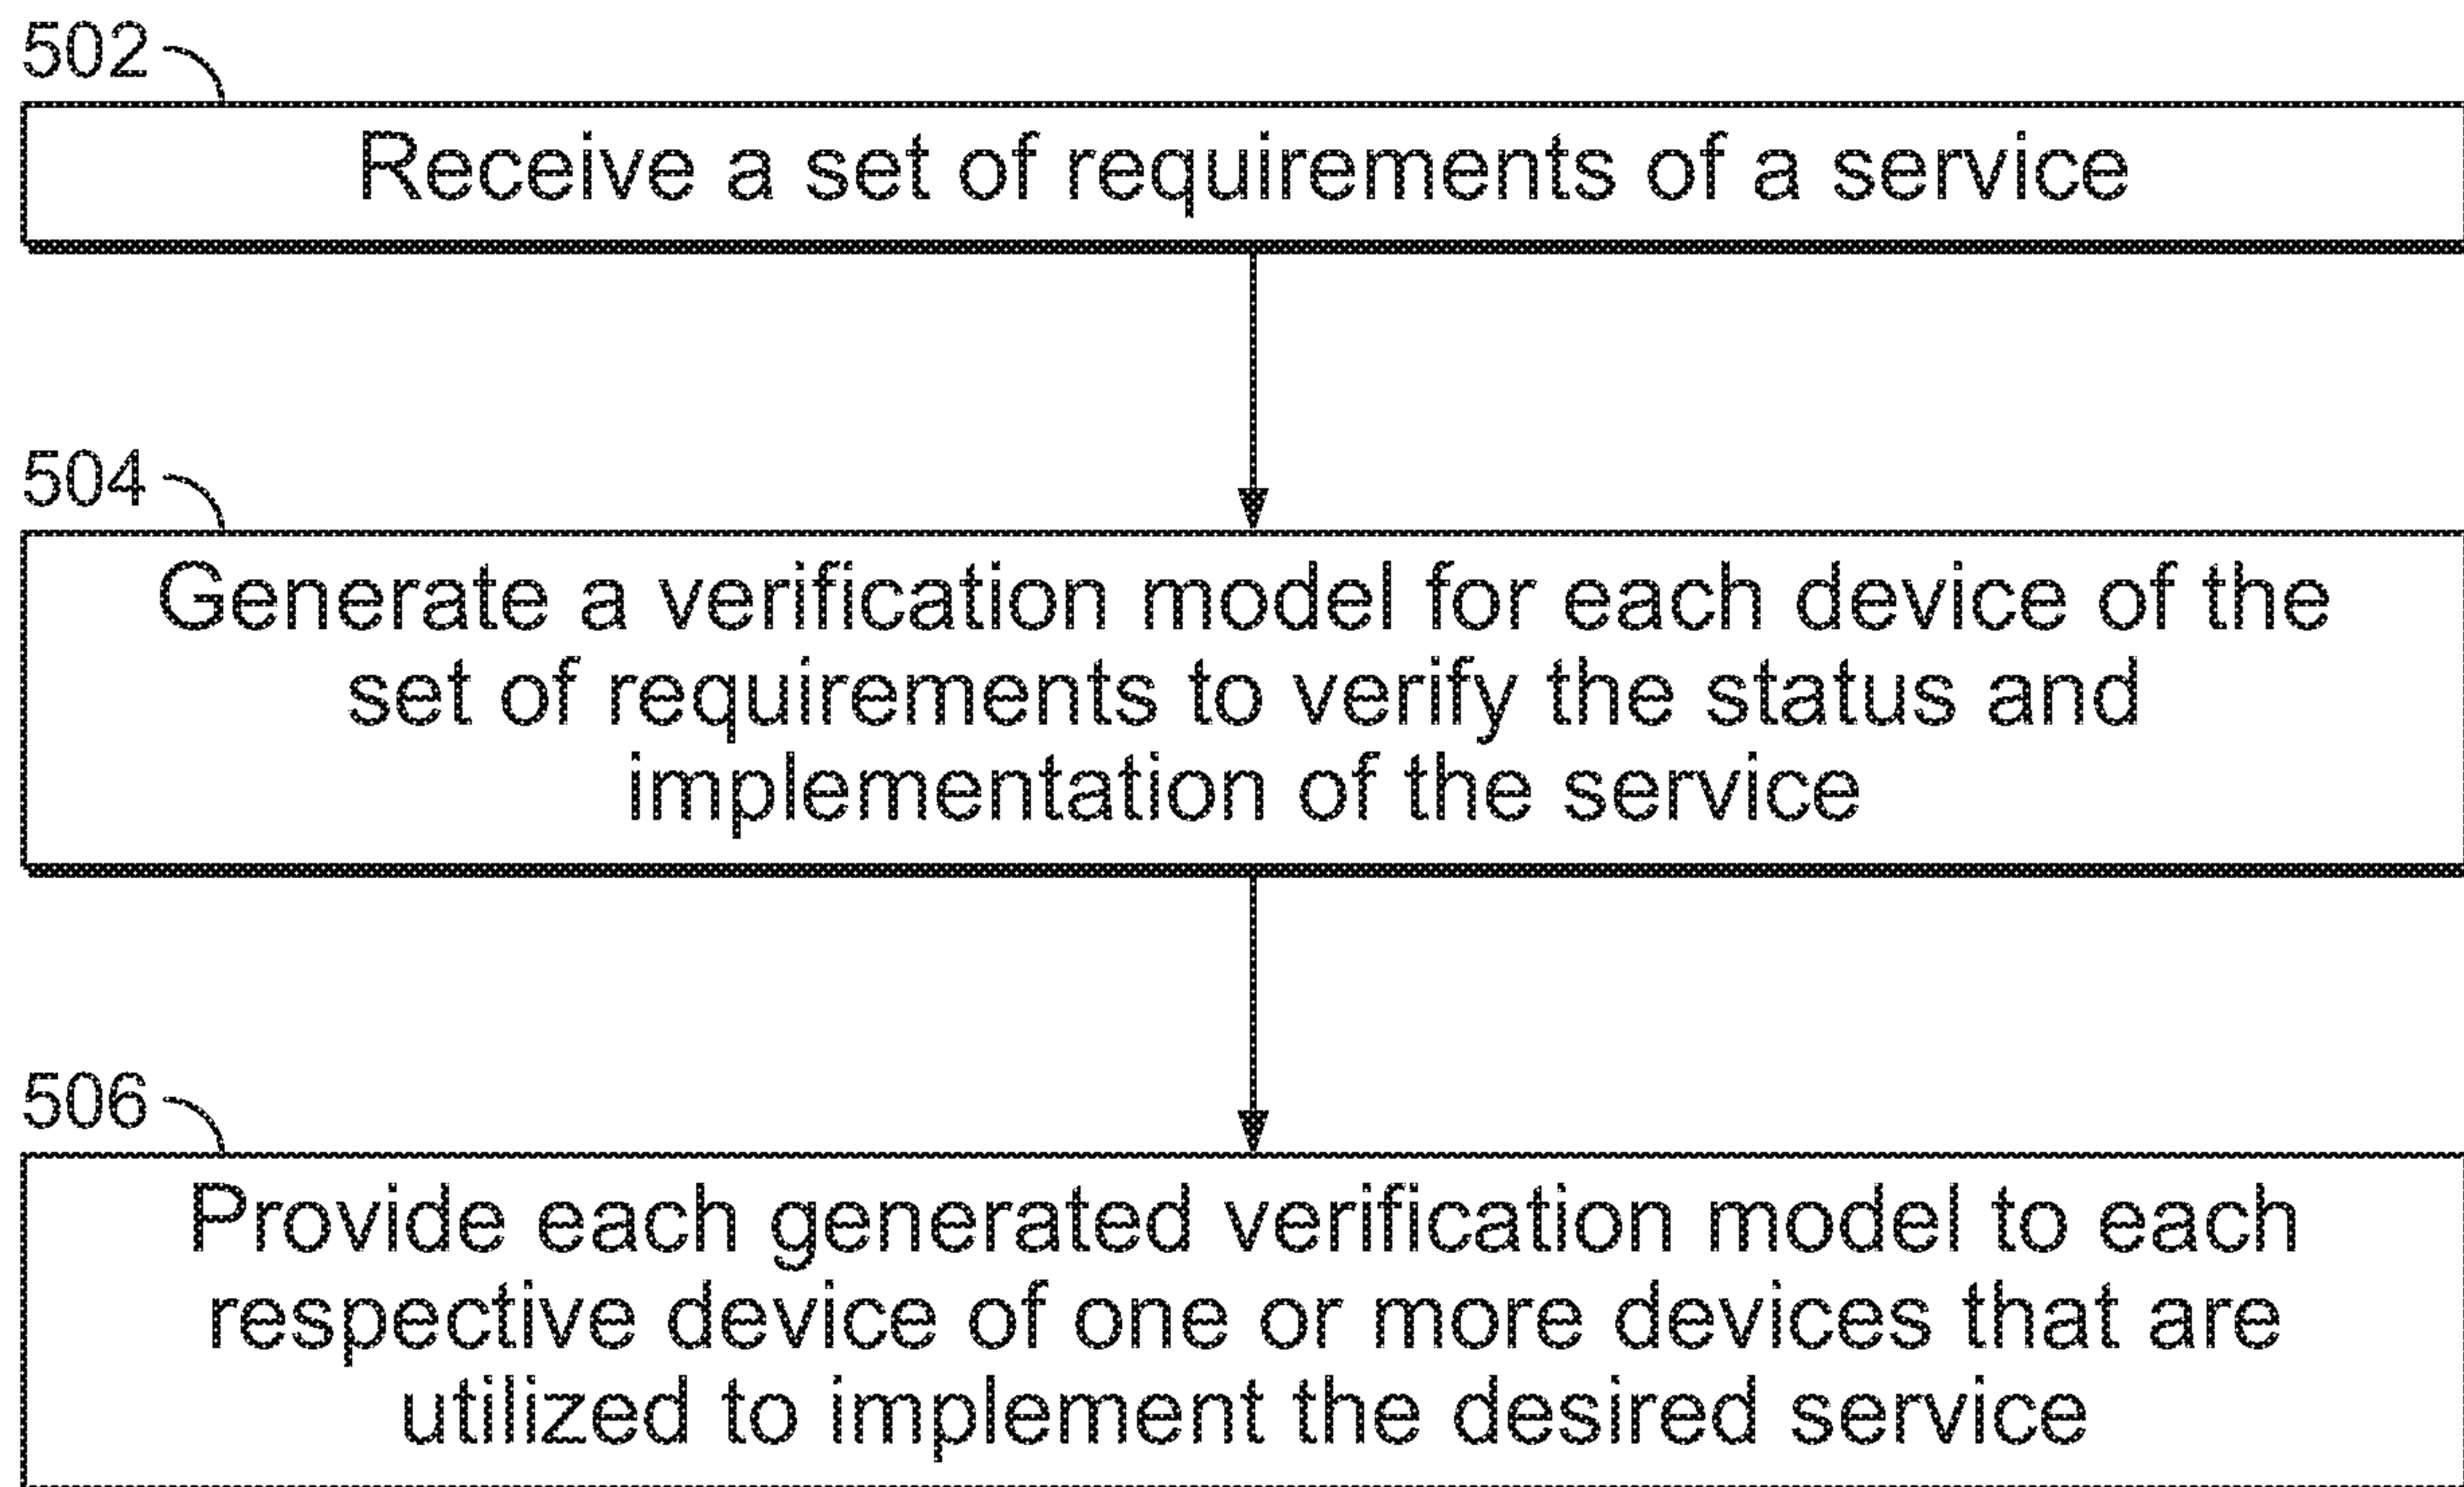 502
Receive a set of requirements of a service
504
Generate a verification model for each device of the
set of requirements to verify the status and
implementation of the service
506
Provide each generated verification model to each
respective device of one or more devices that are
utilized to implement the desired service